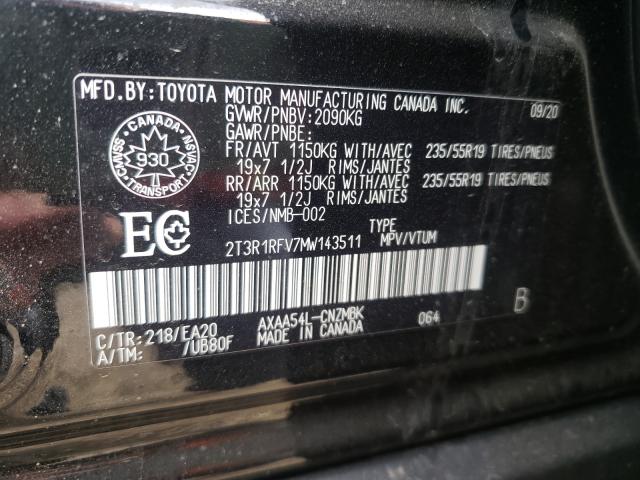 MFD.BY:TOYOTA MOTOR MANUFACTURING CANADA INC. 09/20
GVWR/PNBV:2090KG
GAWR/PNBE:
FR/AVT 1150KG WITH/AVEC 235/55R19 TIRES/PNEUS
19x7 1/2J RIMS/JANTES
RR/ARR 1150KG WITH/AVEC 235/55R19 TIRES/PNEUS
19x7 1/2J RIMS/JANTES
ICES/NMB-002
CANADA
CMVSS
930
NSVAC
TRANSPORT
EC
TYPE
2T3R1RFV7MW143511 MPV/VTUM
B
C/TR:218/EA20 AXAA54L-CNZMBK 064
A/TM: /UB80F MADE IN CANADA